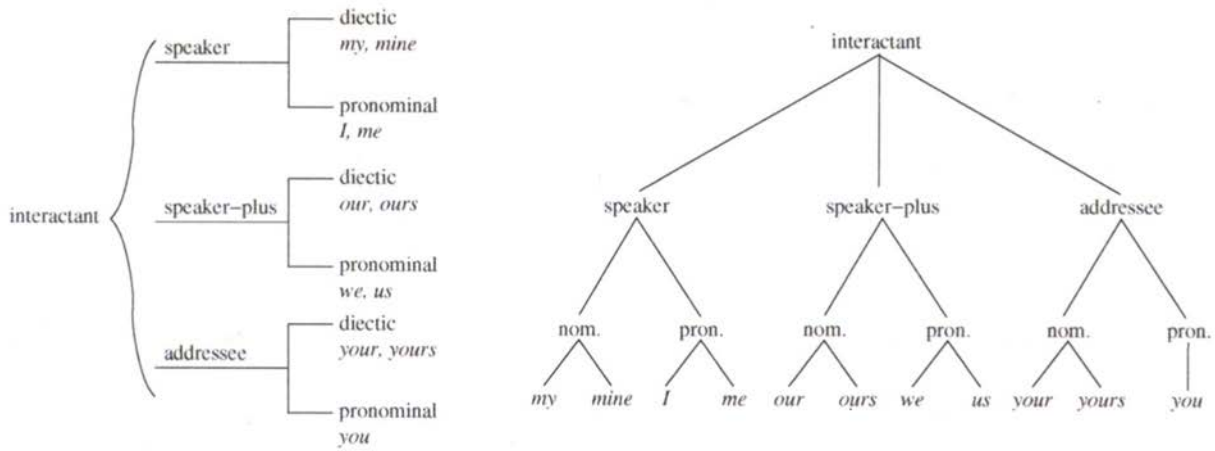 diectic
my, mine
speaker
pronominal
I, me
diectic
our, ours
interactant
speaker–plus
pronominal
we, us
diectic
your, yours
addressee
pronominal
you
interactant
speaker speaker–plus addressee
nom. pron. nom. pron. nom. pron.
my mine I me our ours we us your yours you